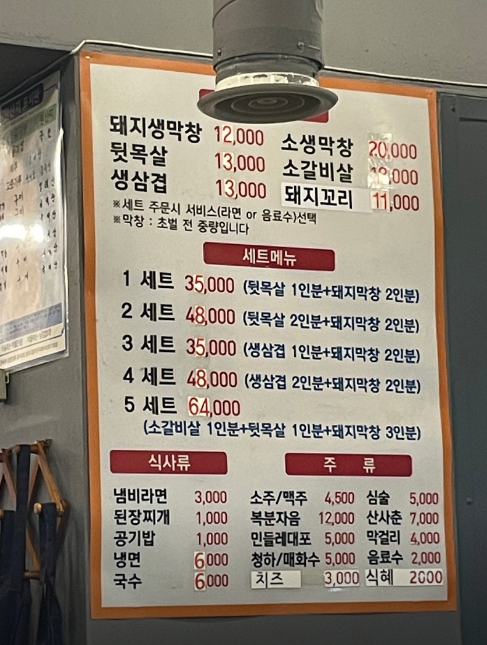 돼지생막창 12,000 소생막창 20,000
뒷목살 13,000 소갈비살
생삼겹 13,000 돼지꼬리 11,000
※세트 주문시 서비스(라면 or 음료수)선택
※막창 : 초벌 전 중량입니다
세트메뉴
1 세트 35,000 (뒷목살 1인분+돼지막창 2인분)
2 세트 48,000 (뒷목살 2인분+돼지막창 2인분)
3 세트 35,000 (생삼겹 1인분+돼지막창 2인분)
4 세트 48,000 (생삼겹 2인분+돼지막창 2인분)
5 세트 64,000
(소갈비살 1인분+뒷목살 1인분+돼지막창 3인분)
식사류 주 류
냄비라면 3,000 소주/맥주 4,500 심술 5,000
된장찌개 1,000 복분자음 12,000 산사춘 7,000
공기밥 1,000 민들레대포 5,000 막걸리 4,000
냉면 6,000 청하/매화수 5,000 음료수 2,000
국수 6,000 치즈 3,000 식혜 2000